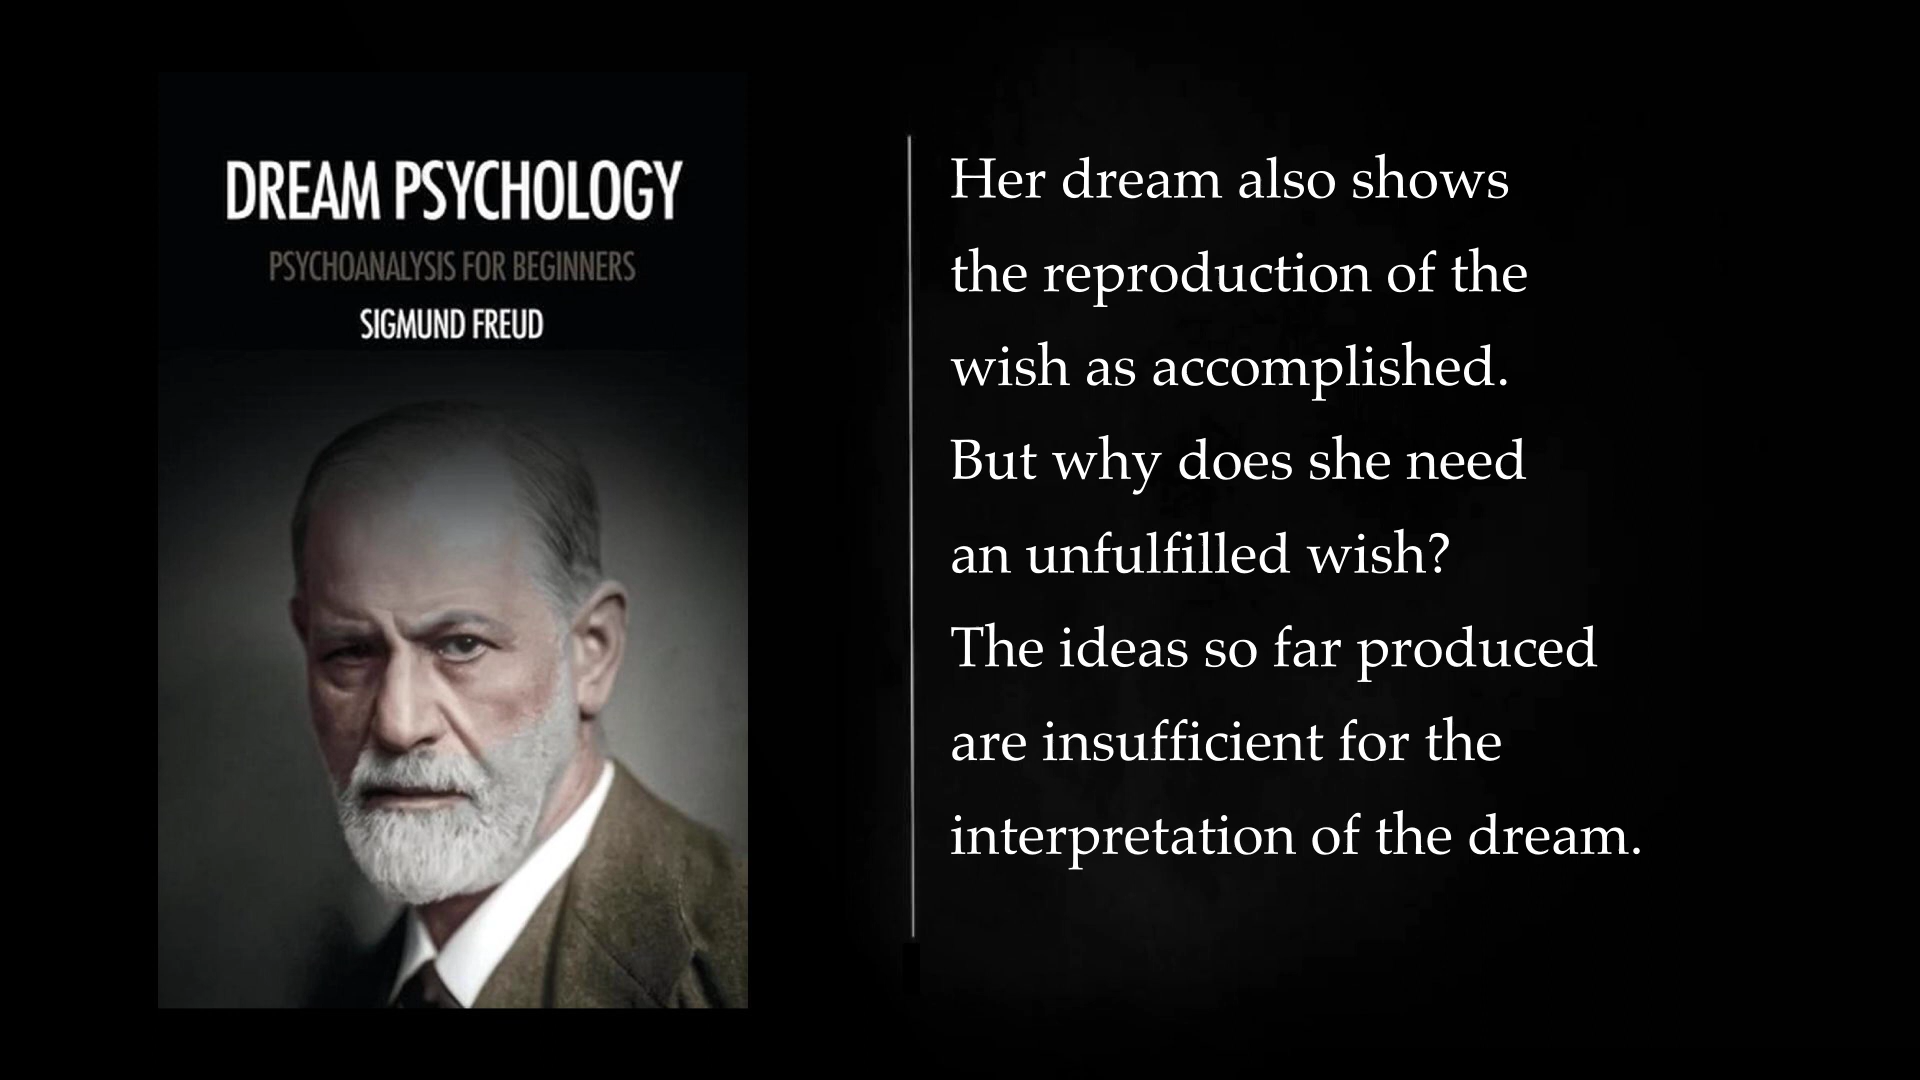 DREAM PSYCHOLOGY
PSYCHOANALYSIS FOR BEGINNERS
SIGMUND FREUD
Her dream also shows
the reproduction of the
wish as accomplished.
But why does she need
an unfulfilled wish?
The ideas so far produced
are insufficient for the
interpretation of the dream.